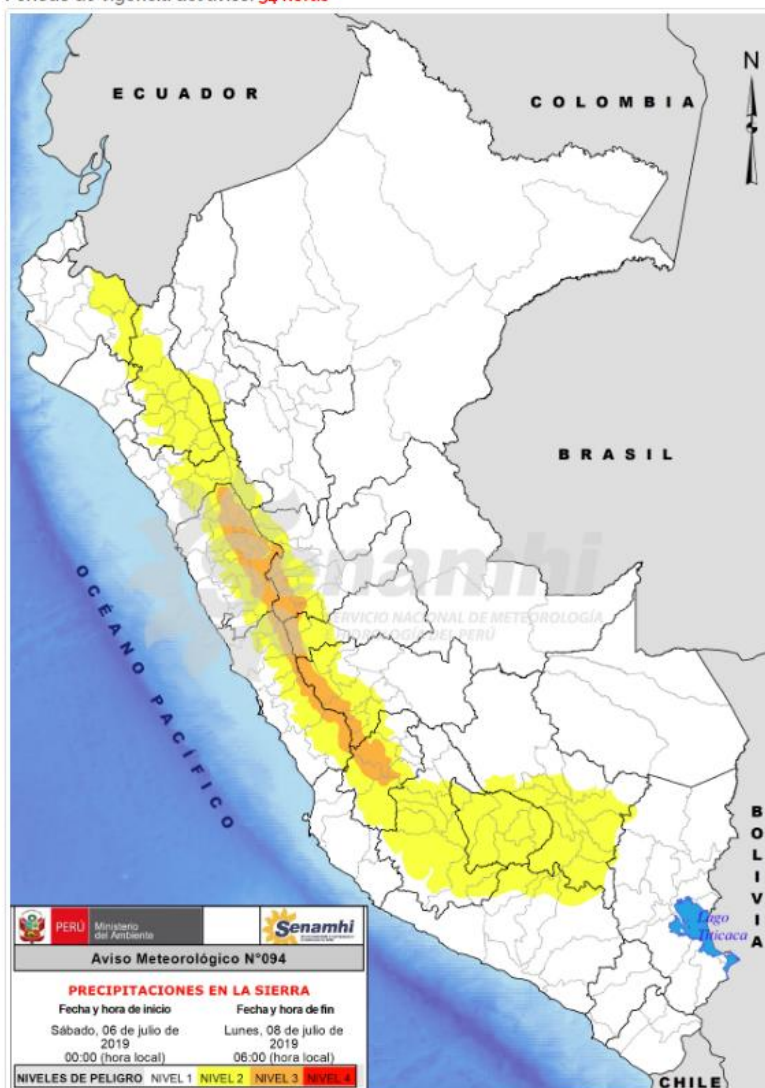 ECUADOR
COLOMBIA
N
BRASIL
Senamhi
SERVICIO NACIONAL DE METEOROLOGÍA
E HIDROLOGÍA DEL PERÚ
OCÉANO PACÍFICO
BOLIVIA
Lago
Titicaca
PERÚ Ministerio
del Ambiente
Senamhi
Aviso Meteorológico N°094
PRECIPITACIONES EN LA SIERRA
Fecha y hora de inicio Fecha y hora de fin
Sábado, 06 de julio de Lunes, 08 de julio de
2019 2019
00:00 (hora local) 06:00 (hora local)
NIVELES DE PELIGRO NIVEL 1 NIVEL 2 NIVEL 3 NIVEL 4
CHILE